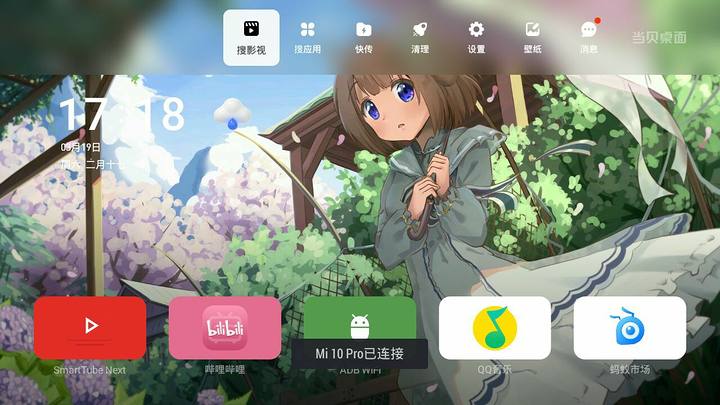 搜影视
搜应用
快传
清理
设置
壁纸
消息
当贝桌面
17 18
03月19日
二月十
bilibili
Mi 10 Pro已连接
SmartTube Next
哔哩哔哩
ADB WiFi
QQ音乐
蚂蚁市场